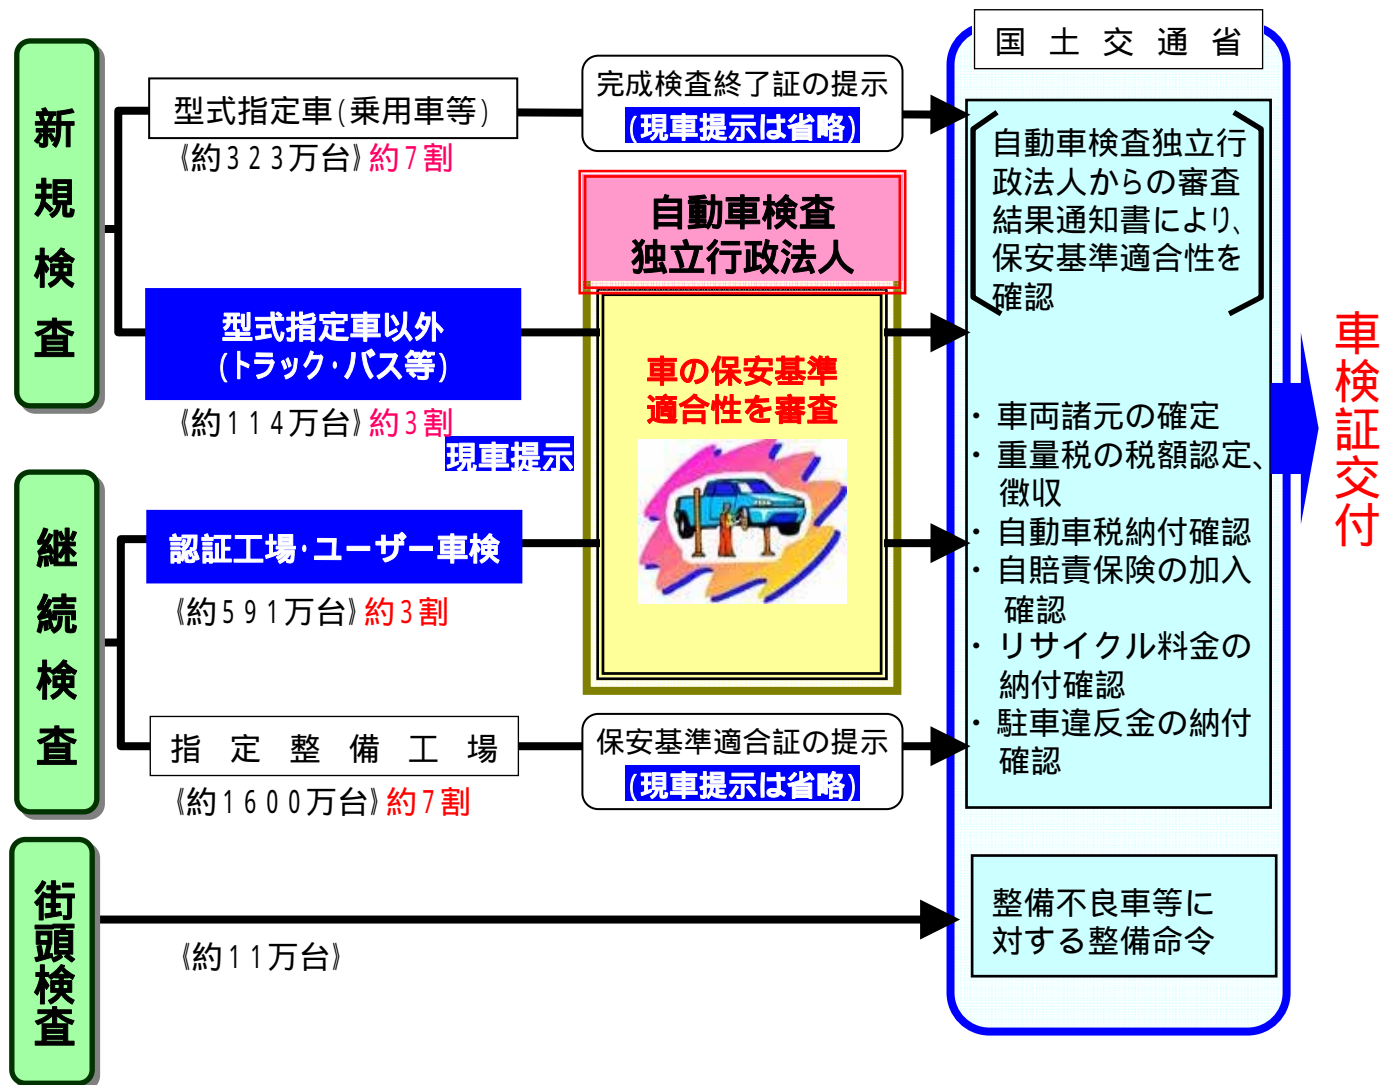 国土交通省
新規検査
型式指定車(乗用車等)
《約323万台》約7割
完成検査終了証の提示
(現車提示は省略)
自動車検査
独立行政法人
自動車検査独立行
政法人からの審査
結果通知書により、
保安基準適合性を
確認
型式指定車以外
(トラック・バス等)
《約114万台》約3割
現車提示
車の保安基準
適合性を審査
・車両諸元の確定
・重量税の税額認定、
徴収
・自動車税納付確認
・自賠責保険の加入
確認
・リサイクル料金の
納付確認
・駐車違反金の納付
確認
車検証交付
継続検査
認証工場・ユーザー車検
《約591万台》約3割
指定整備工場
《約1600万台》約7割
保安基準適合証の提示
(現車提示は省略)
街頭検査
《約11万台》
整備不良車等に
対する整備命令